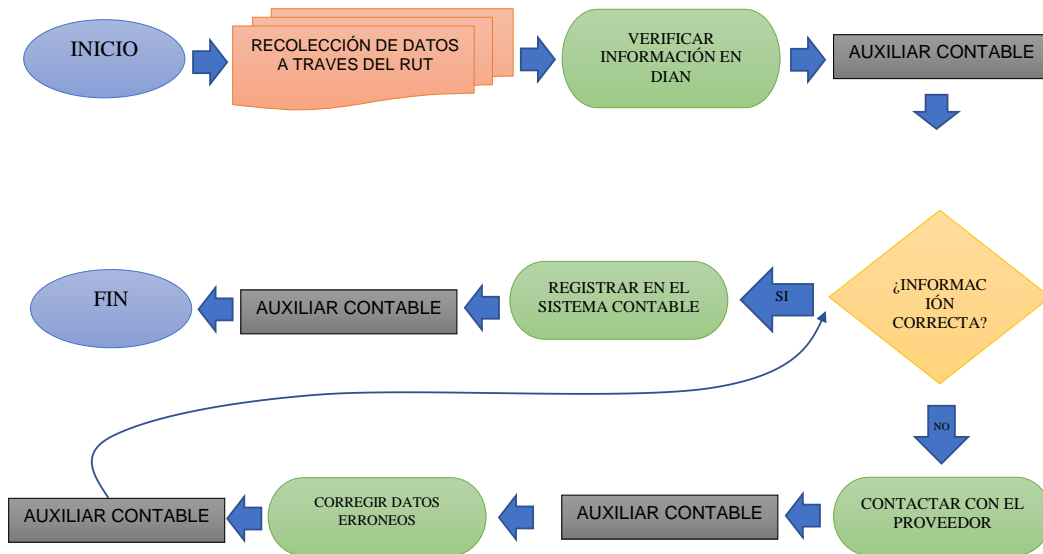 INICIO
RECOLECCIÓN DE DATOS
A TRAVES DEL RUT
VERIFICAR
INFORMACIÓN EN
DIAN
AUXILIAR CONTABLE
¿INFORMAC
IÓN
CORRECTA?
SI
REGISTRAR EN EL
SISTEMA CONTABLE
AUXILIAR CONTABLE
FIN
NO
CONTACTAR CON EL
PROVEEDOR
AUXILIAR CONTABLE
CORREGIR DATOS
ERRONEOS
AUXILIAR CONTABLE